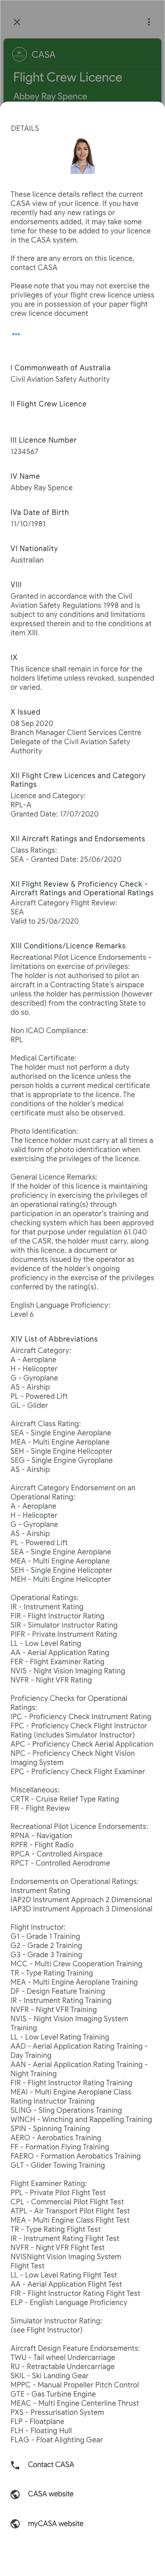 CASA
Flight Crew Licence
Abbey Ray Spence
DETAILS
These licence details reflect the current
CASA view of your licence. If you have
recently had any new ratings or
endorsements added, it may take some
time for these to be added to your licence
in the CASA system.
If there are any errors on this licence,
contact CASA
Please note that you may not exercise the
privileges of your flight crew licence unless
you are in possession of your paper flight
crew licence document
I Commonwealth of Australia
Civil Aviation Safety Authority
II Flight Crew Licence
III Licence Number
1234567
IV Name
Abbey Ray Spence
IVa Date of Birth
11/10/1981
VI Nationality
Australian
VIII
Granted in accordance with the Civil
Aviation Safety Regulations 1998 and is
subject to any conditions and limitations
expressed therein and to the conditions at
item XIII.
IX
This licence shall remain in force for the
holders lifetime unless revoked, suspended
or varied.
X Issued
08 Sep 2020
Branch Manager Client Services Centre
Delegate of the Civil Aviation Safety
Authority
XII Flight Crew Licences and Category
Ratings
Licence and Category:
RPL-A
Granted Date: 17/07/2020
XII Aircraft Ratings and Endorsements
Class Ratings:
SEA - Granted Date: 25/06/2020
XII Flight Review & Proficiency Check -
Aircraft Ratings and Operational Ratings
Aircraft Category Flight Review:
SEA
Valid to 25/06/2020
XIII Conditions/Licence Remarks
Recreational Pilot Licence Endorsements -
limitations on exercise of privileges:
The holder is not authorised to pilot an
aircraft in a Contracting State's airspace
unless the holder has permission (however
described) from the contracting State to
do so.
Non ICAO Compliance:
RPL
Medical Certificate:
The holder must not perform a duty
authorised on the licence unless the
person holds a current medical certificate
that is appropriate to the licence. The
conditions of the holder's medical
certificate must also be observed.
Photo Identification:
The licence holder must carry at all times a
valid form of photo identification when
exercising the privileges of the licence.
General Licence Remarks:
If the holder of this licence is maintaining
proficiency in exercising the privileges of
an operational rating(s) through
participation in an operator's training and
checking system which has been approved
for that purpose under regulation 61.040
of the CASR, the holder must carry, along
with this licence, a document or
documents issued by the operator as
evidence of the holder's ongoing
proficiency in the exercise of the privileges
conferred by the rating(s).
English Language Proficiency:
Level 6
XIV List of Abbreviations
Aircraft Category:
A - Aeroplane
H - Helicopter
G - Gyroplane
AS - Airship
PL - Powered Lift
GL - Glider
Aircraft Class Rating:
SEA - Single Engine Aeroplane
MEA - Multi Engine Aeroplane
SEH - Single Engine Helicopter
SEG - Single Engine Gyroplane
AS - Airship
Aircraft Category Endorsement on an
Operational Rating:
A - Aeroplane
H - Helicopter
G - Gyroplane
AS - Airship
PL - Powered Lift
SEA - Single Engine Aeroplane
MEA - Multi Engine Aeroplane
SEH - Single Engine Helicopter
MEH - Multi Engine Helicopter
Operational Ratings:
IR - Instrument Rating
FIR - Flight Instructor Rating
SIR - Simulator Instructor Rating
PIFR - Private Instrument Rating
LL - Low Level Rating
AA - Aerial Application Rating
FER - Flight Examiner Rating
NVIS - Night Vision Imaging Rating
NVFR - Night VFR Rating
Proficiency Checks for Operational
Ratings:
IPC - Proficiency Check Instrument Rating
FPC - Proficiency Check Flight Instructor
Rating (includes Simulator Instructor)
APC - Proficiency Check Aerial Application
NPC - Proficiency Check Night Vision
Imaging System
EPC - Proficiency Check Flight Examiner
Miscellaneous:
CRTR - Cruise Relief Type Rating
FR - Flight Review
Recreational Pilot Licence Endorsements:
RPNA - Navigation
RPFR - Flight Radio
RPCA - Controlled Airspace
RPCT - Controlled Aerodrome
Endorsements on Operational Ratings:
Instrument Rating
IAP2D Instrument Approach 2 Dimensional
IAP3D Instrument Approach 3 Dimensional
Flight Instructor:
G1 - Grade 1 Training
G2 - Grade 2 Training
G3 - Grade 3 Training
MCC - Multi Crew Cooperation Training
TR - Type Rating Training
MEA - Multi Engine Aeroplane Training
DF - Design Feature Training
IR - Instrument Rating Training
NVFR - Night VFR Training
NVIS - Night Vision Imaging System
Training
LL - Low Level Rating Training
AAD - Aerial Application Rating Training -
Day Training
AAN - Aerial Application Rating Training -
Night Training
FIR - Flight Instructor Rating Training
MEAI - Multi Engine Aeroplane Class
Rating Instructor Training
SLING - Sling Operations Training
WINCH - Winching and Rappelling Training
SPIN - Spinning Training
AERO - Aerobatics Training
FF - Formation Flying Training
FAERO - Formation Aerobatics Training
GLT - Glider Towing Training
Flight Examiner Rating:
PPL - Private Pilot Flight Test
CPL - Commercial Pilot Flight Test
ATPL - Air Transport Pilot Flight Test
MEA - Multi Engine Class Flight Test
TR - Type Rating Flight Test
IR - Instrument Rating Flight Test
NVFR - Night VFR Flight Test
NVISNight Vision Imaging System
Flight Test
LL - Low Level Rating Flight Test
AA - Aerial Application Flight Test
FIR - Flight Instructor Rating Flight Test
ELP - English Language Proficiency
Simulator Instructor Rating:
(see Flight Instructor)
Aircraft Design Feature Endorsements:
TWU - Tail wheel Undercarriage
RU - Retractable Undercarriage
SKIL - Ski Landing Gear
MPPC - Manual Propeller Pitch Control
GTE - Gas Turbine Engine
MEAC - Multi Engine Centerline Thrust
PXS - Pressurisation System
FLP - Floatplane
FLH - Floating Hull
FLAG - Float Alighting Gear
Contact CASA
CASA website
myCASA website